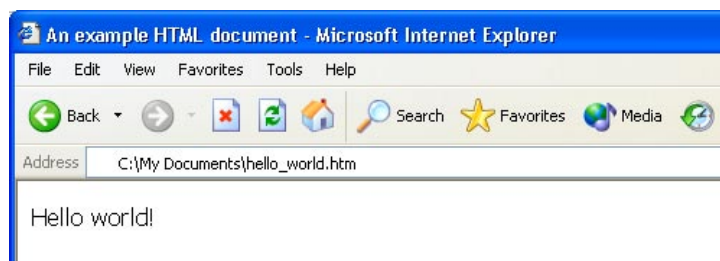 An example HTML document - Microsoft Internet Explorer
File Edit View Favorites Tools Help
Back Search Favorites Media
Address C:\My Documents\hello_world.htm
Hello world!